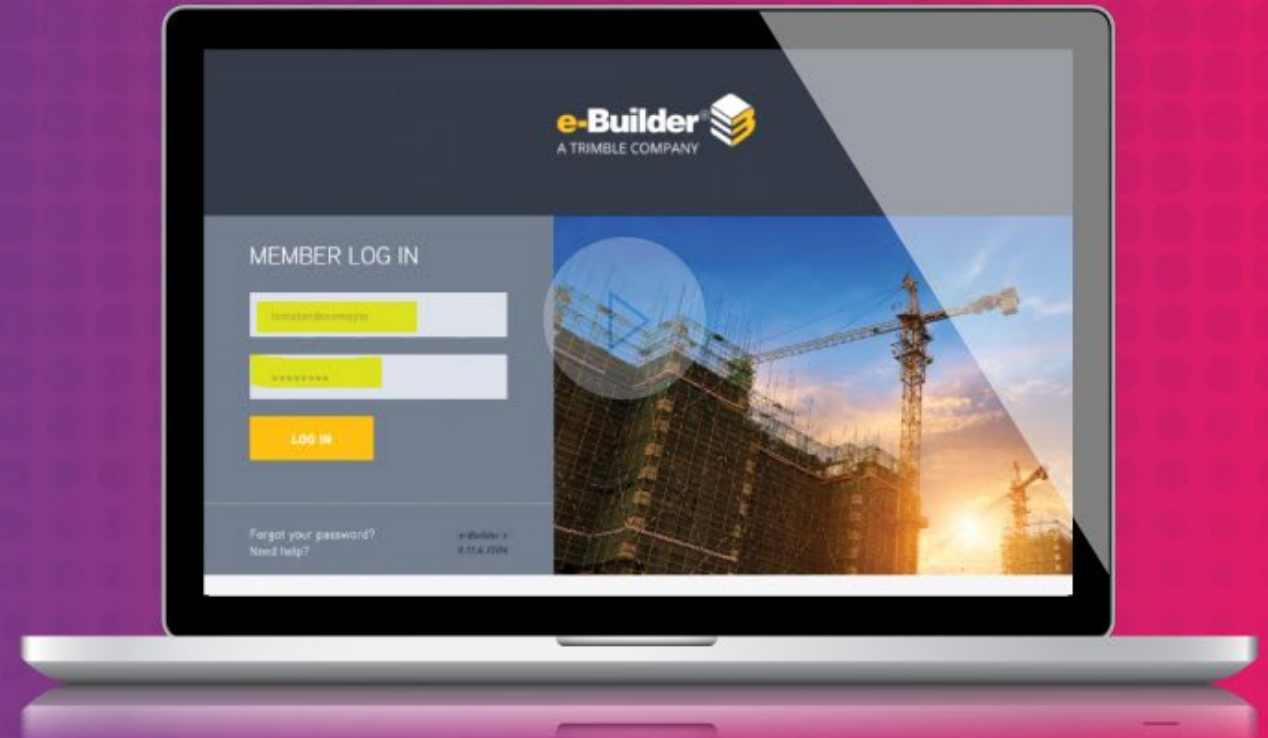 e-Builder®
A TRIMBLE COMPANY
MEMBER LOG IN
••••••••
LOG IN
Forgot your password?
Need help?